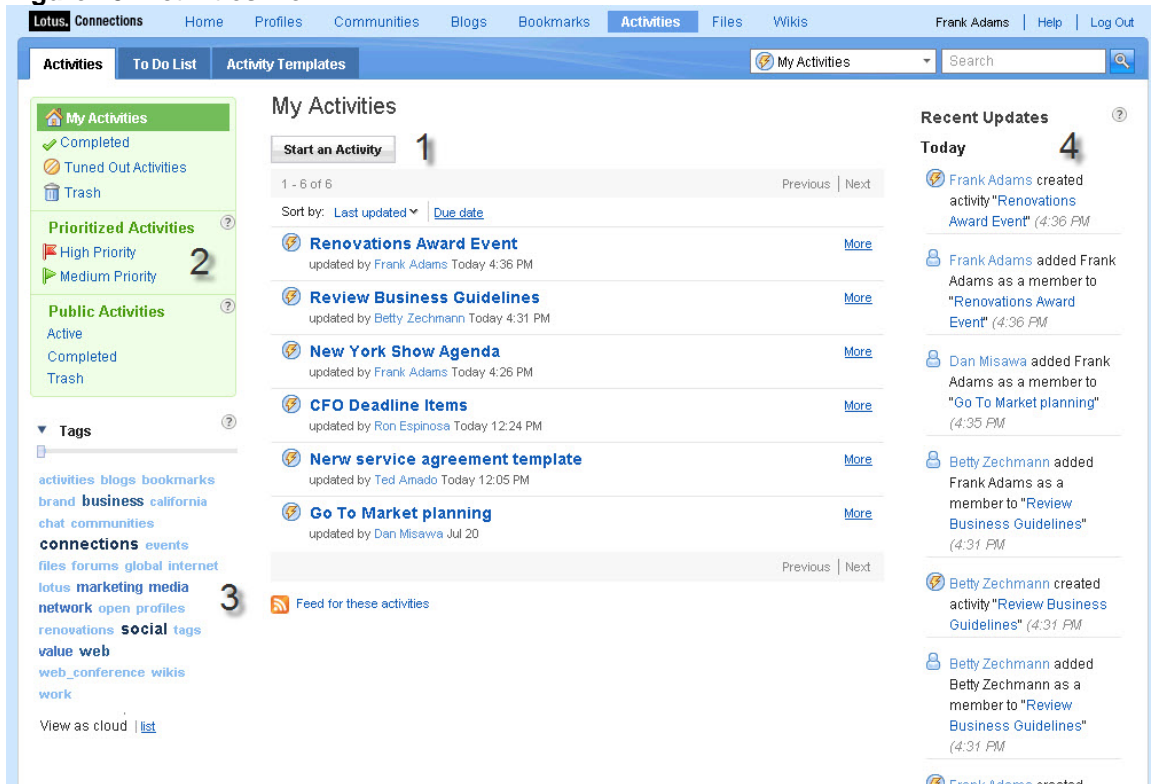 Lotus. Connections Home Profiles Communities Blogs Bookmarks Activities Files Wikis Frank Adams | Help | Log Out
Activities To Do List Activity Templates My Activities Search
My Activities
Completed
Tuned Out Activities
Trash
Prioritized Activities ?
High Priority
Medium Priority
2
Public Activities ?
Active
Completed
Trash
Tags ?
activities blogs bookmarks
brand business california
chat communities
connections events
files forums global internet
lotus marketing media
network open profiles
renovations social tags
value web
web_conference wikis
work
3
View as cloud | list
My Activities
Start an Activity 1
1 - 6 of 6 Previous | Next
Sort by: Last updated | Due date
Renovations Award Event More
updated by Frank Adams Today 4:36 PM
Review Business Guidelines More
updated by Betty Zechmann Today 4:31 PM
New York Show Agenda More
updated by Frank Adams Today 4:26 PM
CFO Deadline Items More
updated by Ron Espinosa Today 12:24 PM
Nerw service agreement template More
updated by Ted Amado Today 12:05 PM
Go To Market planning More
updated by Dan Misawa Jul 20
Previous | Next
Feed for these activities
Recent Updates ?
Today 4
Frank Adams created
activity "Renovations
Award Event" (4:36 PM
Frank Adams added Frank
Adams as a member to
"Renovations Award
Event" (4:36 PM
Dan Misawa added Frank
Adams as a member to
"Go To Market planning"
(4:35 PM
Betty Zechmann added
Frank Adams as a
member to "Review
Business Guidelines"
(4:31 PM
Betty Zechmann created
activity "Review Business
Guidelines" (4:31 PM
Betty Zechmann added
Betty Zechmann as a
member to "Review
Business Guidelines"
(4:31 PM
Frank Adams created